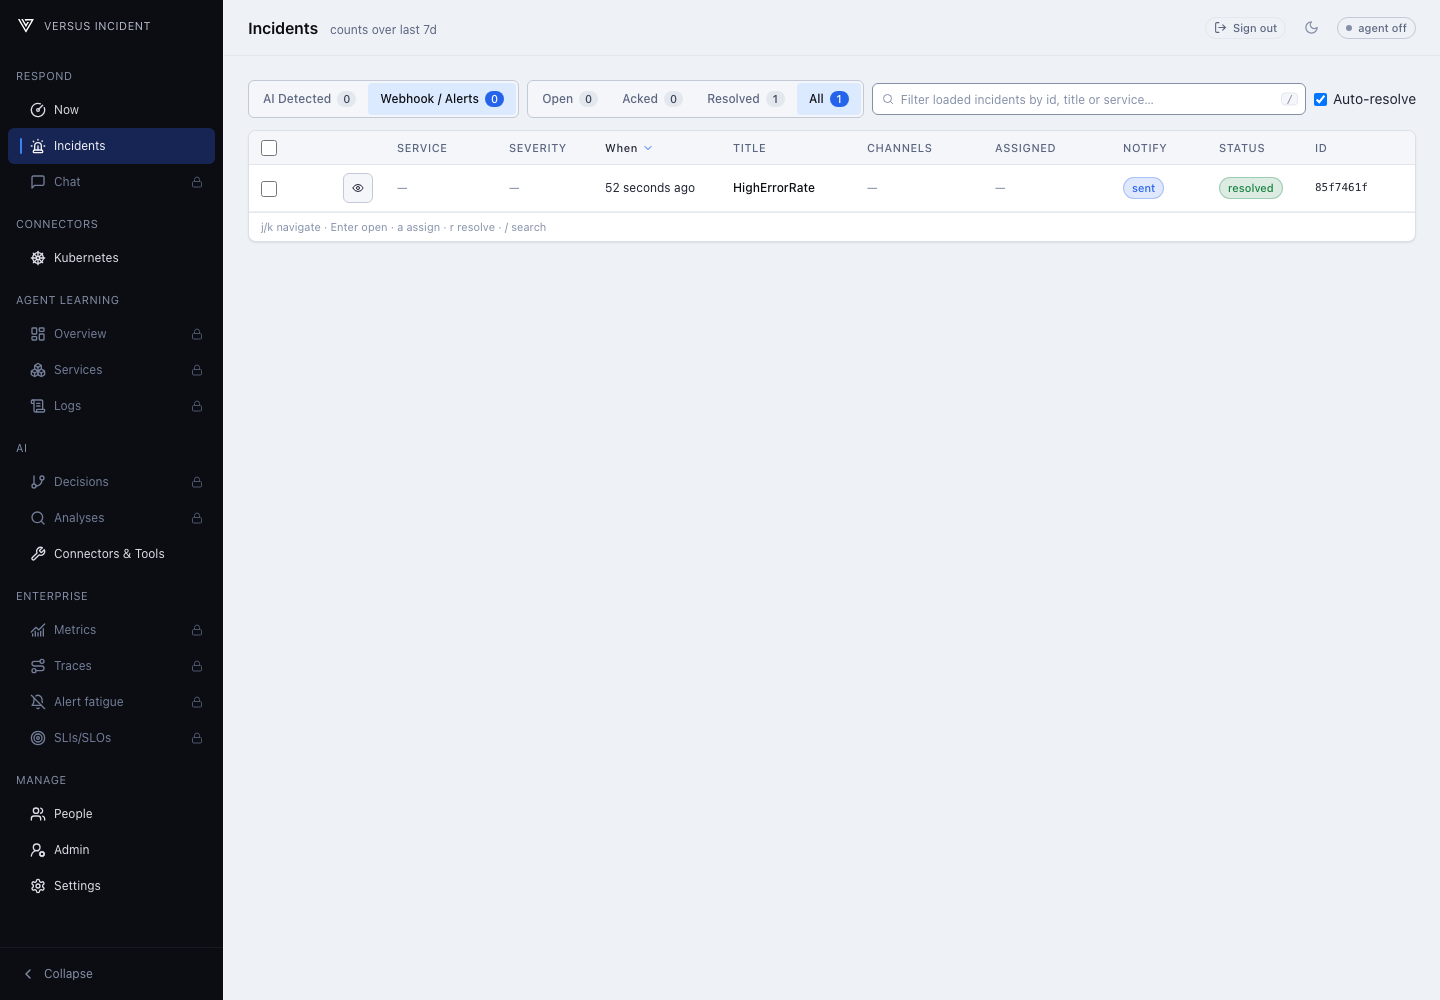 VERSUS INCIDENT
RESPOND
Now
Incidents
Chat
CONNECTORS
Kubernetes
AGENT LEARNING
Overview
Services
Logs
AI
Decisions
Analyses
Connectors & Tools
ENTERPRISE
Metrics
Traces
Alert fatigue
SLIs/SLOs
MANAGE
People
Admin
Settings
Collapse
Incidents counts over last 7d
Sign out agent off
AI Detected 0 Webhook / Alerts 0 Open 0 Acked 0 Resolved 1 All 1 Filter loaded incidents by id, title or service... / Auto-resolve
SERVICE SEVERITY When TITLE CHANNELS ASSIGNED NOTIFY STATUS ID
— — 52 seconds ago HighErrorRate — — sent resolved 85f7461f
j/k navigate · Enter open · a assign · r resolve · / search